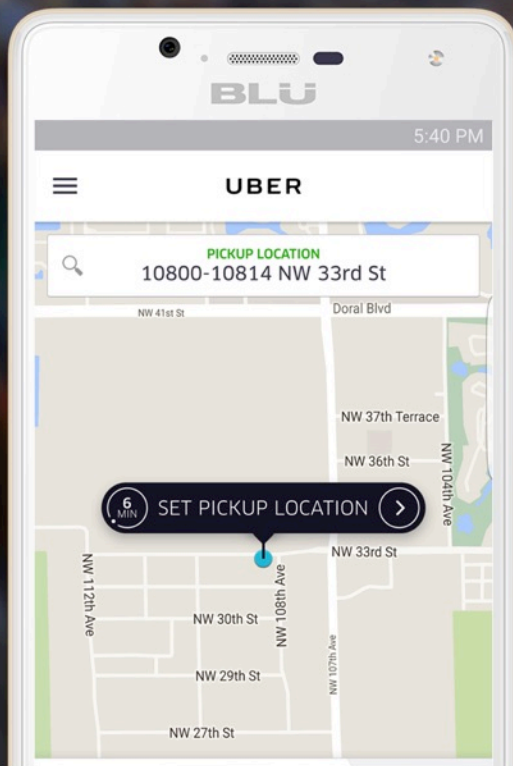 BLU
5:40 PM
UBER
PICKUP LOCATION
10800-10814 NW 33rd St
NW 41st St
Doral Blvd
NW 37th Terrace
NW 36th St
NW 104th Ave
6
MIN
SET PICKUP LOCATION
NW 33rd St
NW 112th Ave
NW 108th Ave
NW 30th St
NW 107th Ave
NW 29th St
NW 27th St